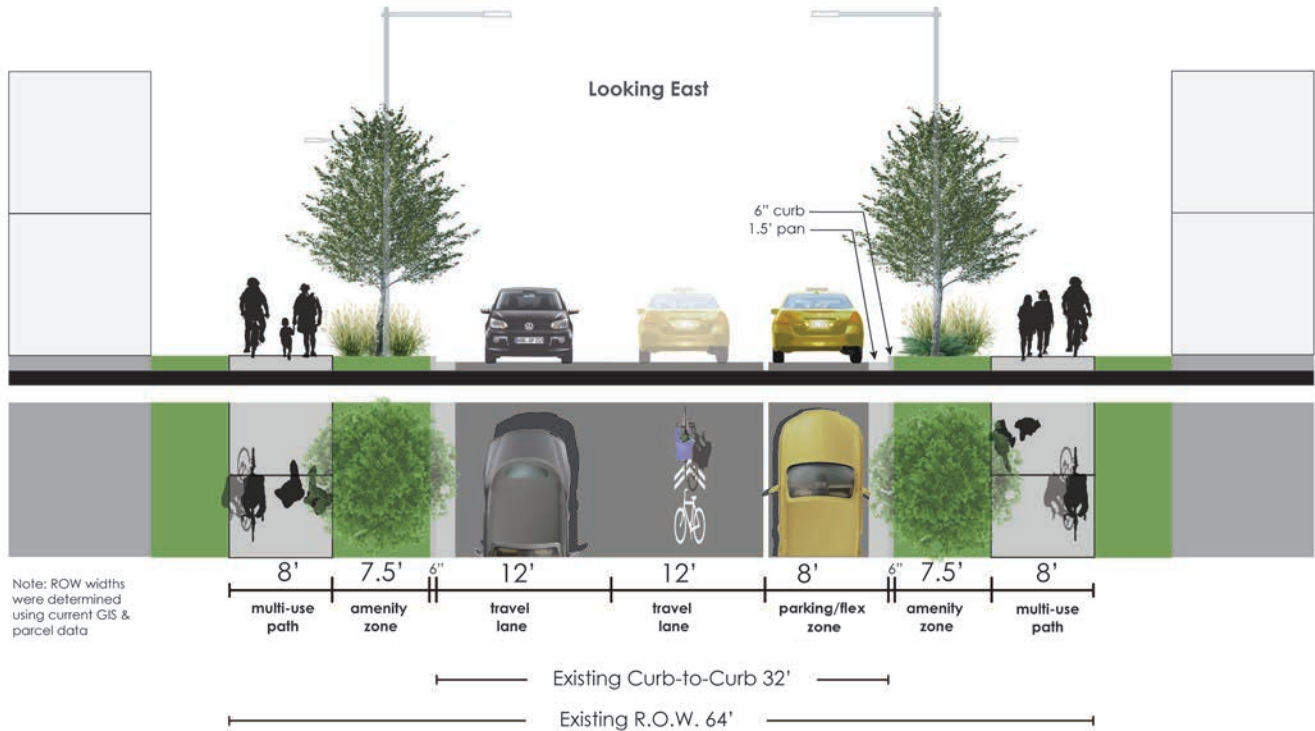 Looking East
6" curb
1.5' pan
8' 7.5' 6" 12' 12' 8' 6" 7.5' 8'
multi-use path
amenity zone
travel lane
travel lane
parking/flex zone
amenity zone
multi-use path
Note: ROW widths
were determined
using current GIS &
parcel data
Existing Curb-to-Curb 32'
Existing R.O.W. 64'